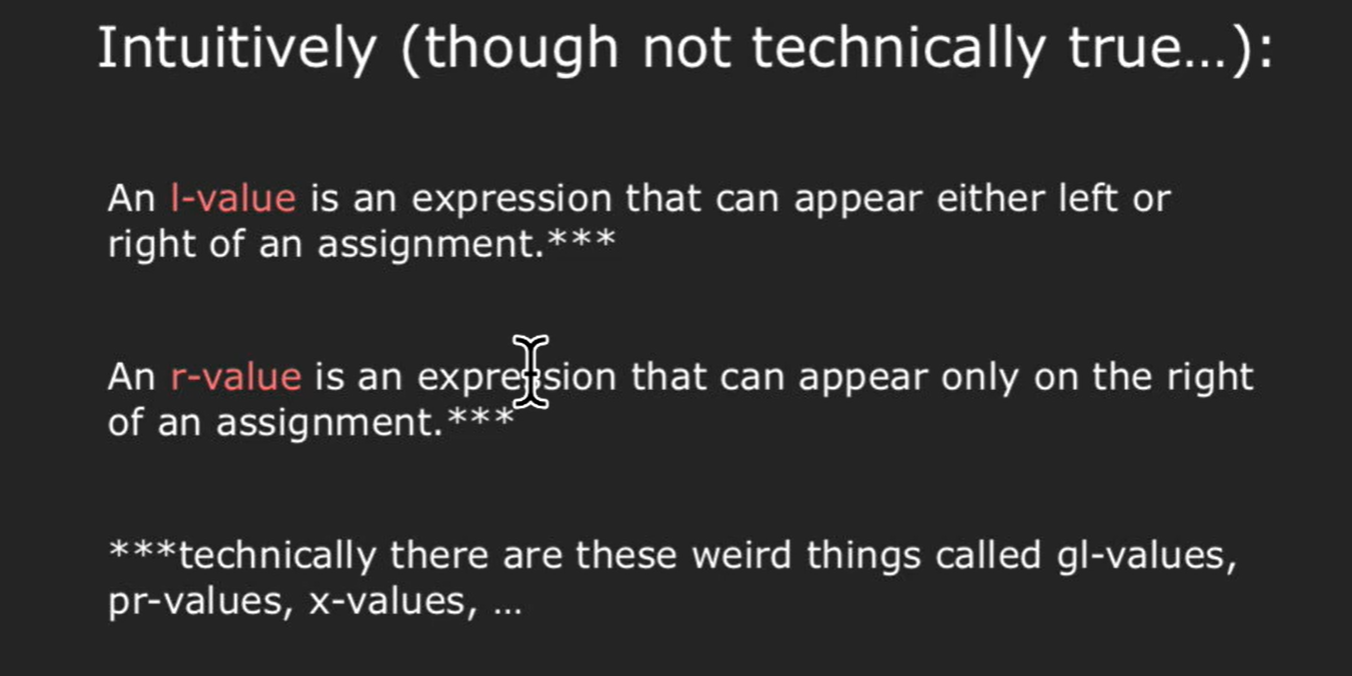 Intuitively (though not technically true...):
An l-value is an expression that can appear either left or
right of an assignment.***
An r-value is an expression that can appear only on the right
of an assignment.***
***technically there are these weird things called gl-values,
pr-values, x-values, ...